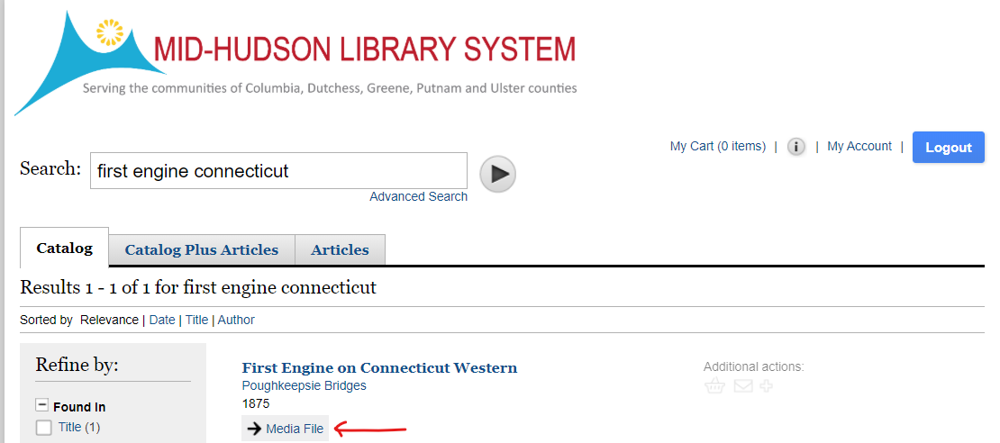 MID-HUDSON LIBRARY SYSTEM
Serving the communities of Columbia, Dutchess, Greene, Putnam and Ulster counties
My Cart (0 items) | i | My Account | Logout
Search: first engine connecticut
Advanced Search
Catalog Catalog Plus Articles Articles
Results 1 - 1 of 1 for first engine connecticut
Sorted by Relevance | Date | Title | Author
Refine by:
Found In
Title (1)
First Engine on Connecticut Western
Poughkeepsie Bridges
1875
Media File
Additional actions: